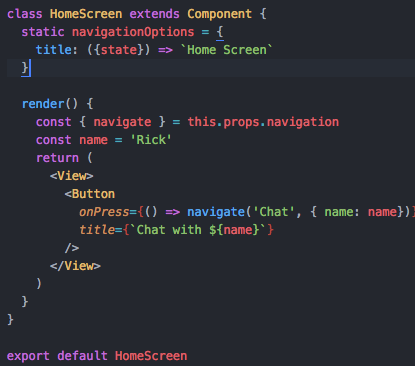 class HomeScreen extends Component {
  static navigationOptions = {
    title: ({state}) => `Home Screen`
  }

  render() {
    const { navigate } = this.props.navigation
    const name = 'Rick'
    return (
      <View>
        <Button
          onPress={() => navigate('Chat', { name: name})}
          title={`Chat with ${name}`}
        />
      </View>
    )
  }
}

export default HomeScreen